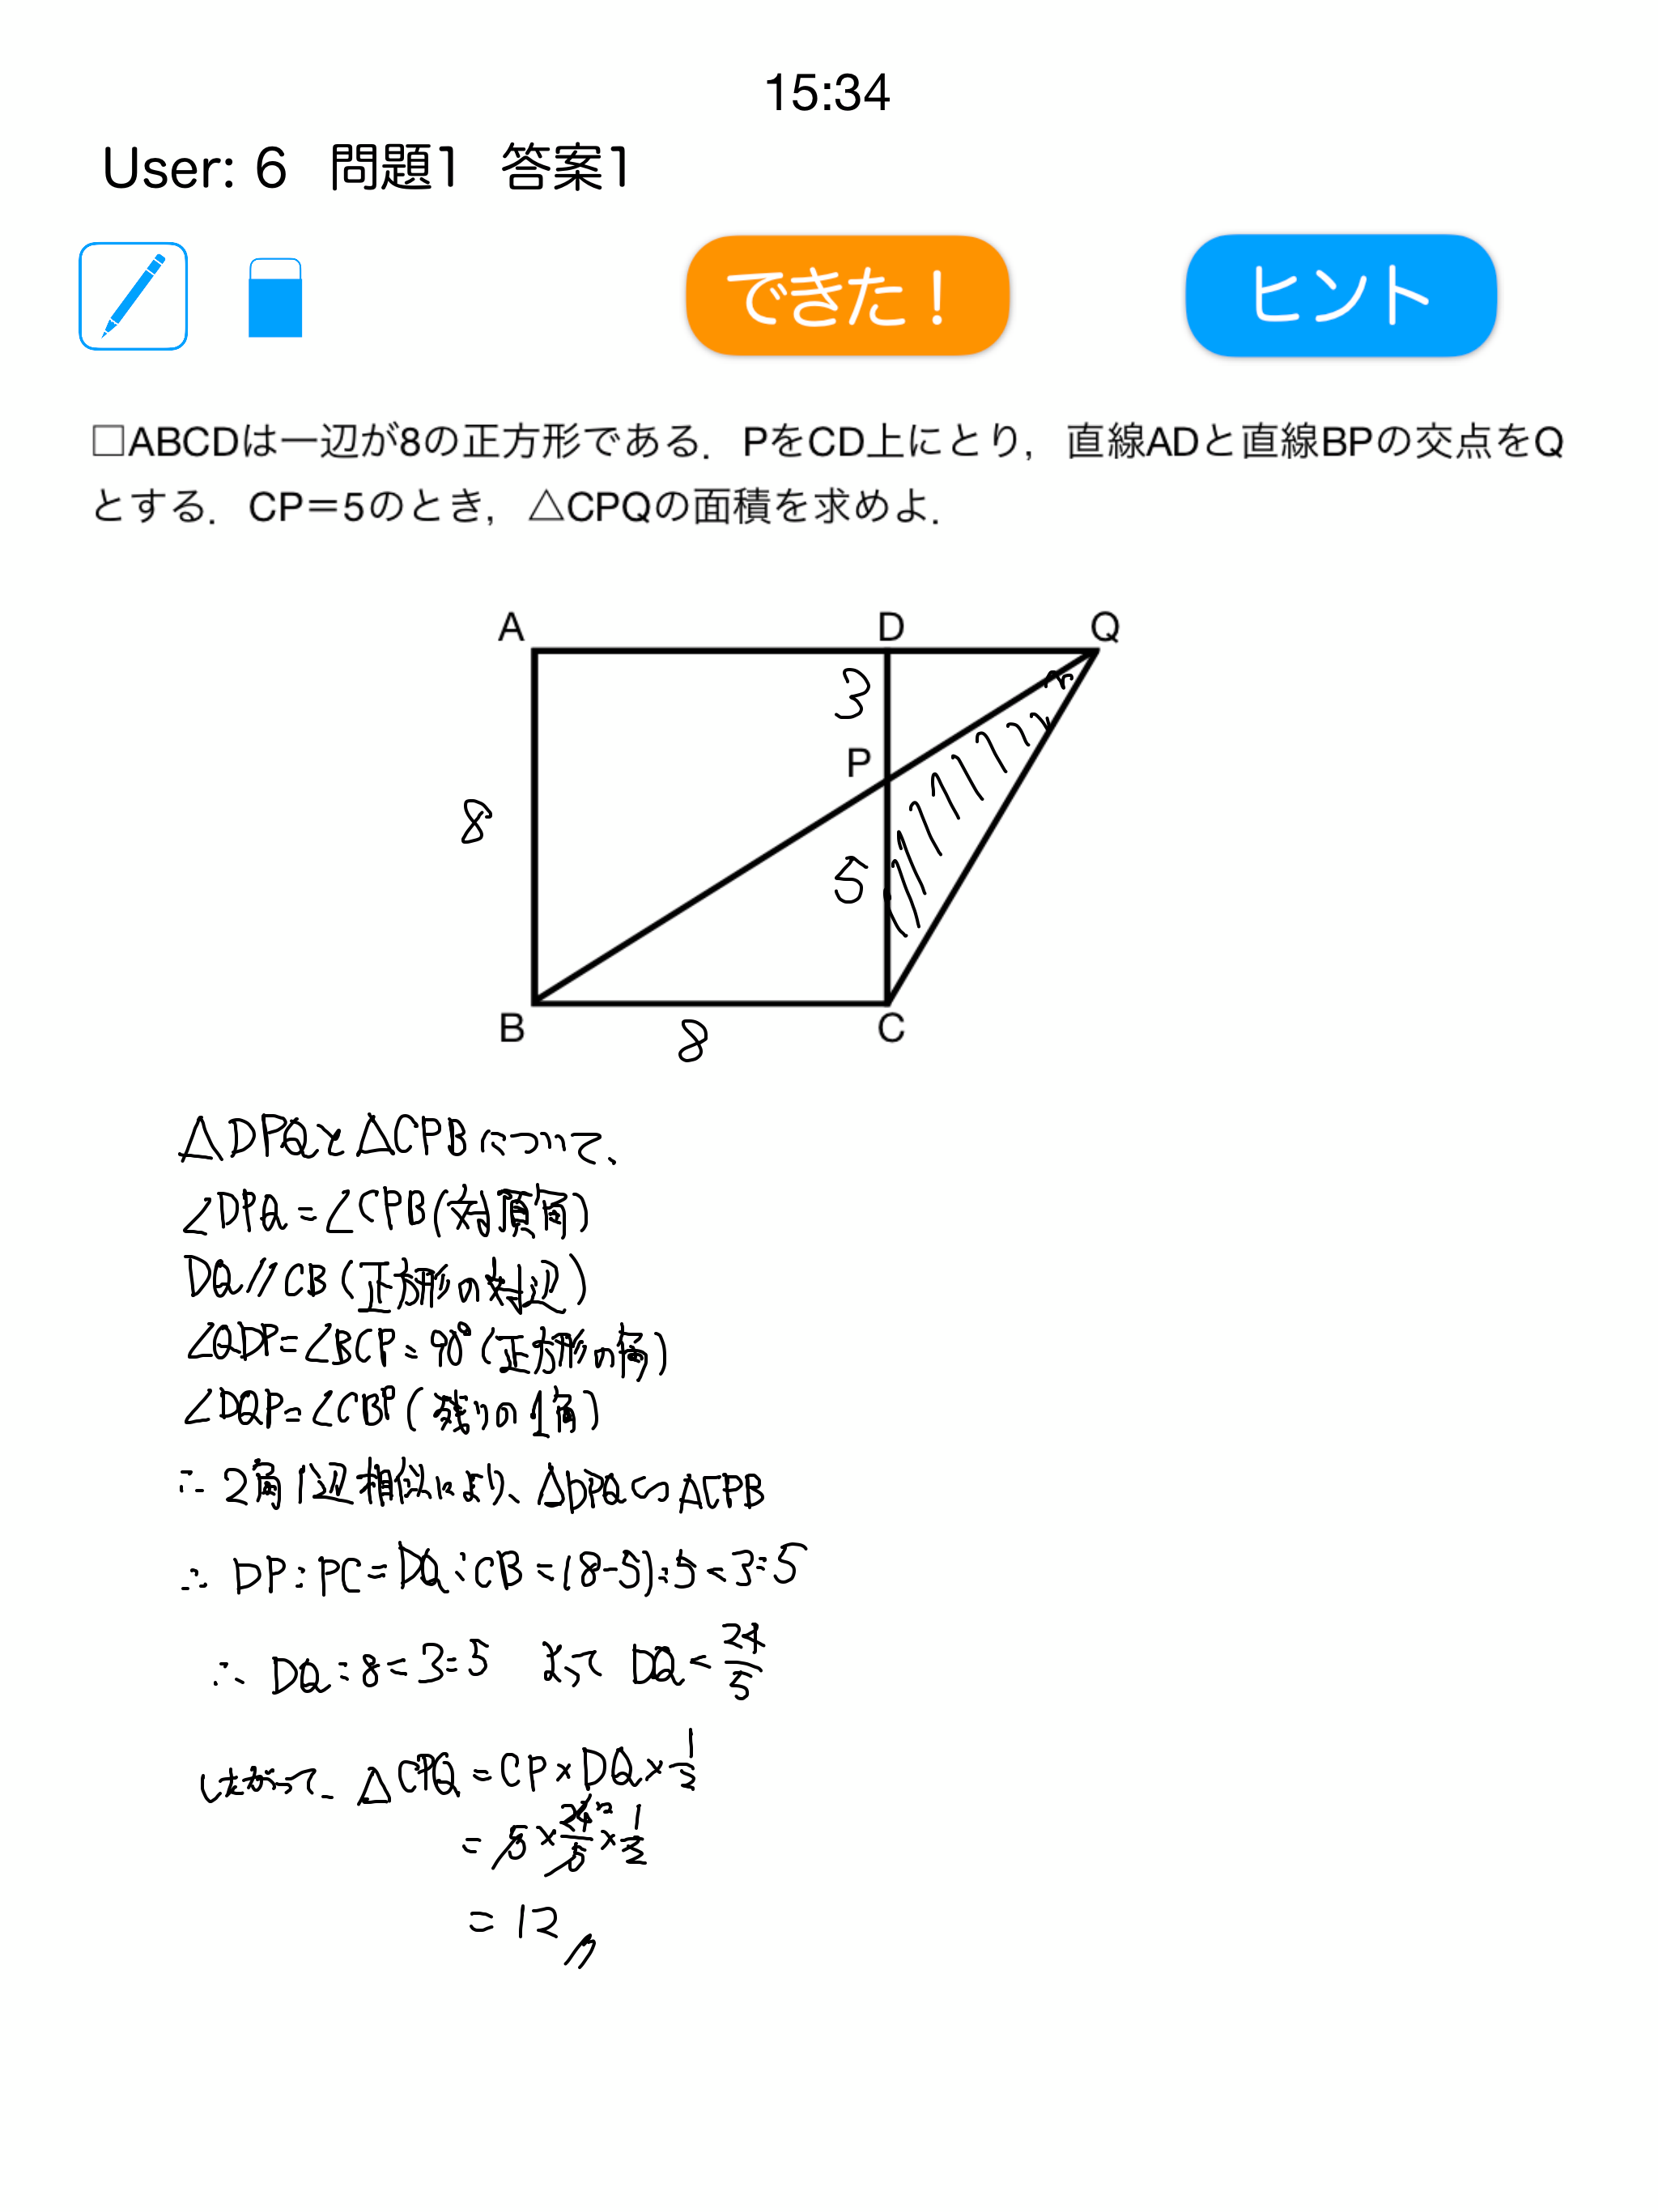 15:34
User: 6 問題1 答案1
できた！
ヒント
□ABCDは一辺が8の正方形である．PをCD上にとり，直線ADと直線BPの交点をQ
とする．CP＝5のとき，△CPQの面積を求めよ．
A D Q
3
P
8
5
B C
8
△DPQと△CPBについて、
∠DPQ=∠CPB(対頂角)
DQ//CB(正方形の対辺)
∠QDP=∠BCP=90°(正方形の角)
∠DQP=∠CBP(残りの1角)
∴2角1辺相似により、△DPQ∽△CPB
∴ DP:PC=DQ:CB=(8-5):5=3:5
∴ DQ:8=3:5 よって DQ=24/5
したがって、△CPQ=CP×DQ×1/2
=5×24/5×1/2
=12